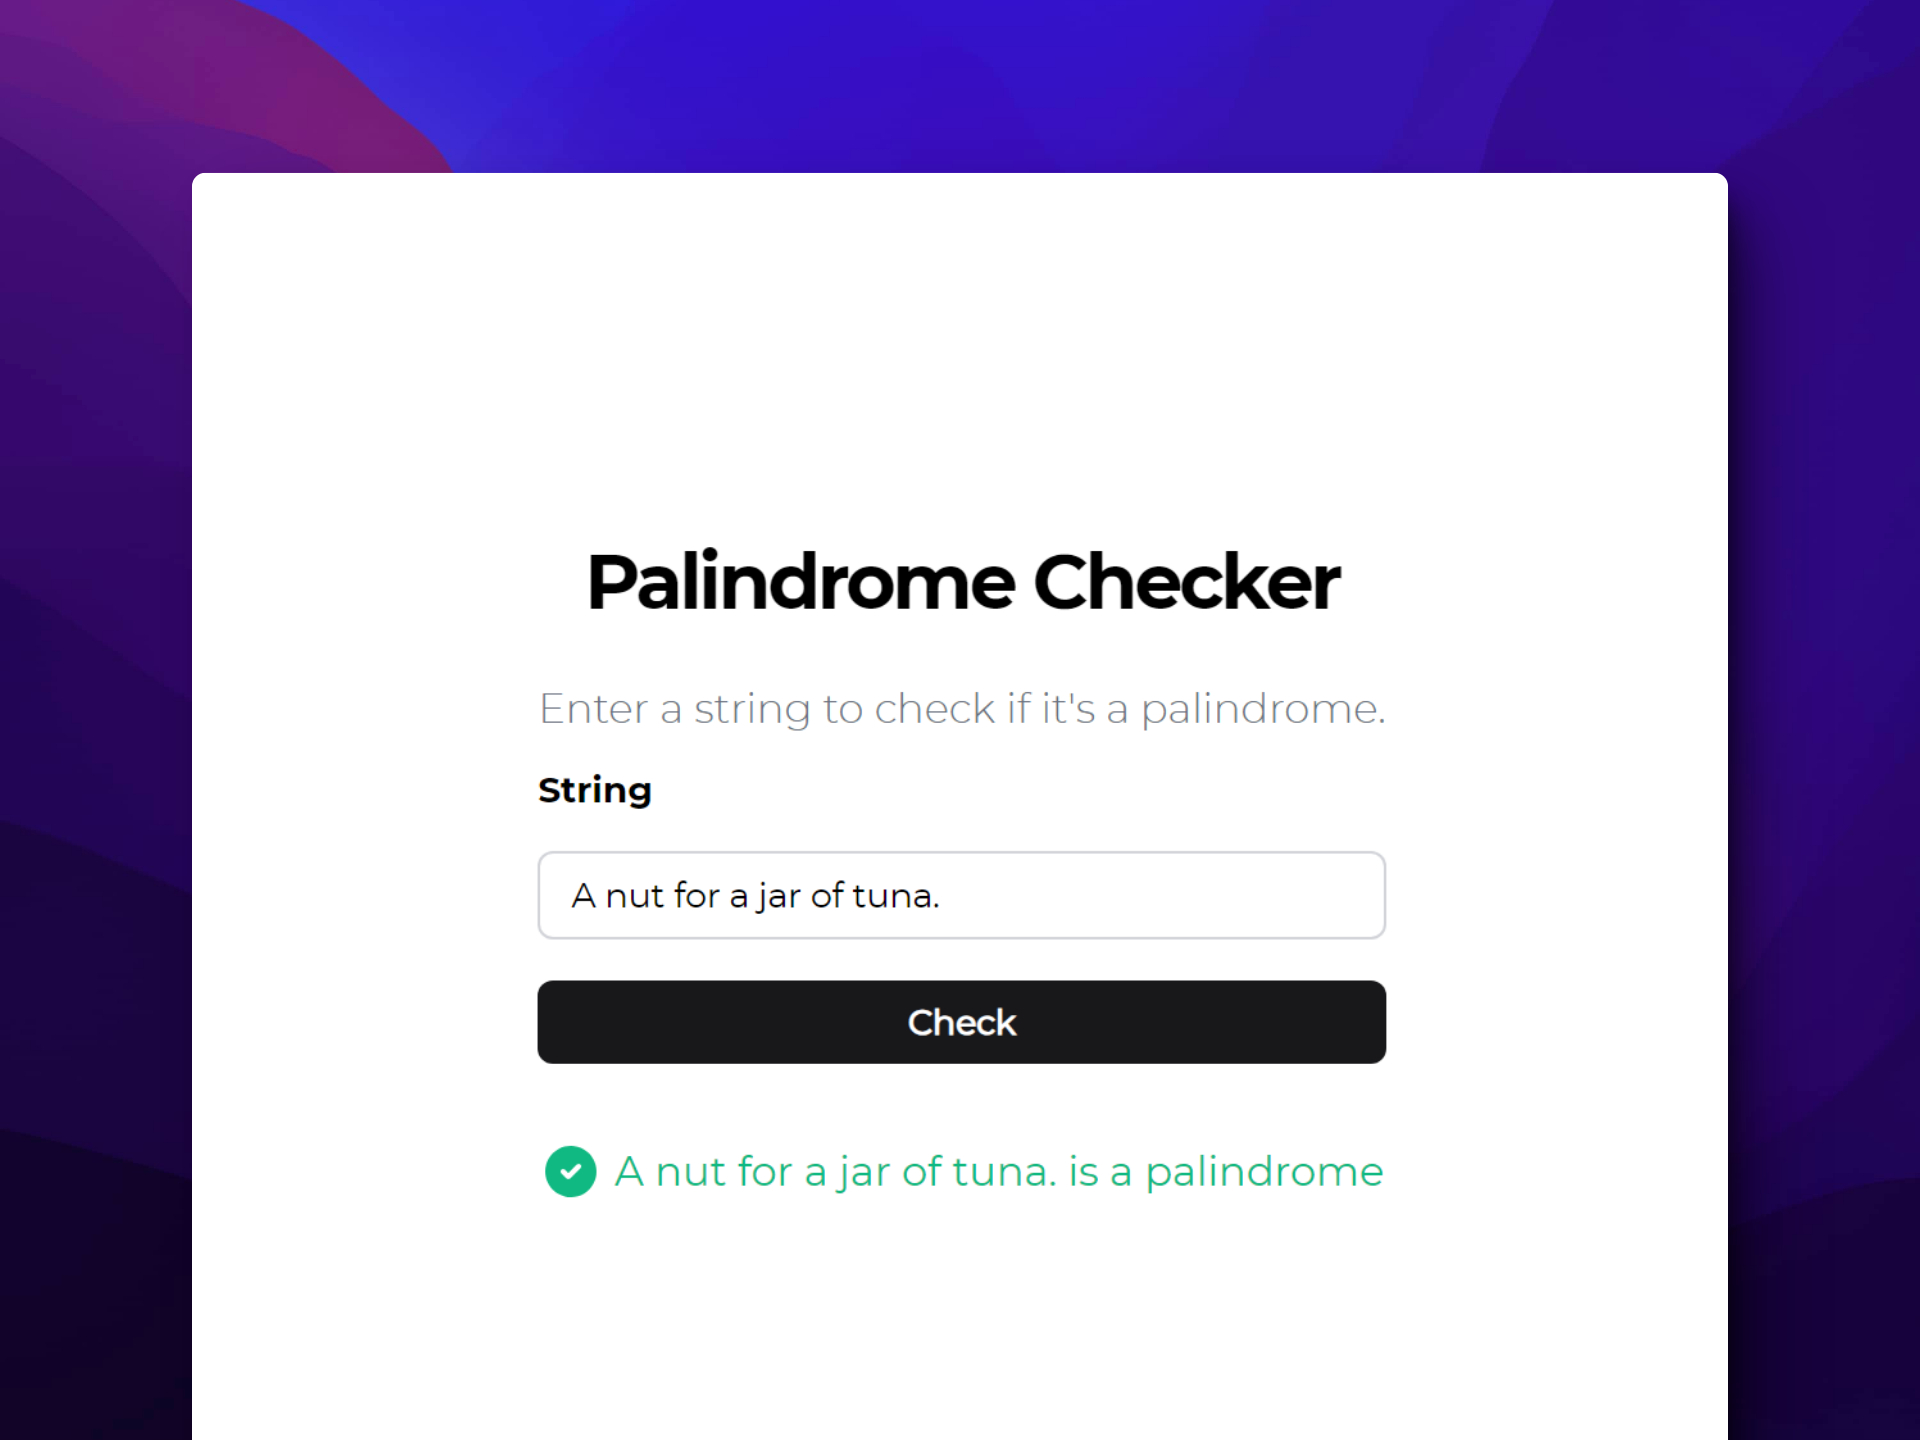 Palindrome Checker
Enter a string to check if it's a palindrome.
String
A nut for a jar of tuna.
Check
A nut for a jar of tuna. is a palindrome